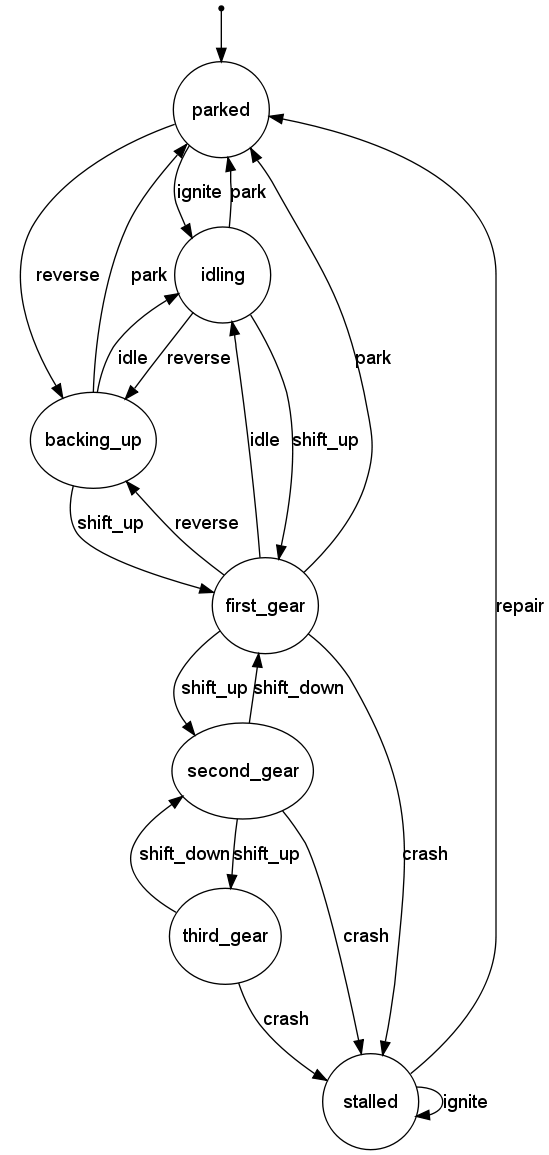 parked
ignite
park
reverse
idling
park
idle
reverse
park
backing_up
idle
shift_up
shift_up
reverse
first_gear
repair
shift_up
shift_down
second_gear
shift_down
shift_up
crash
third_gear
crash
crash
stalled
ignite